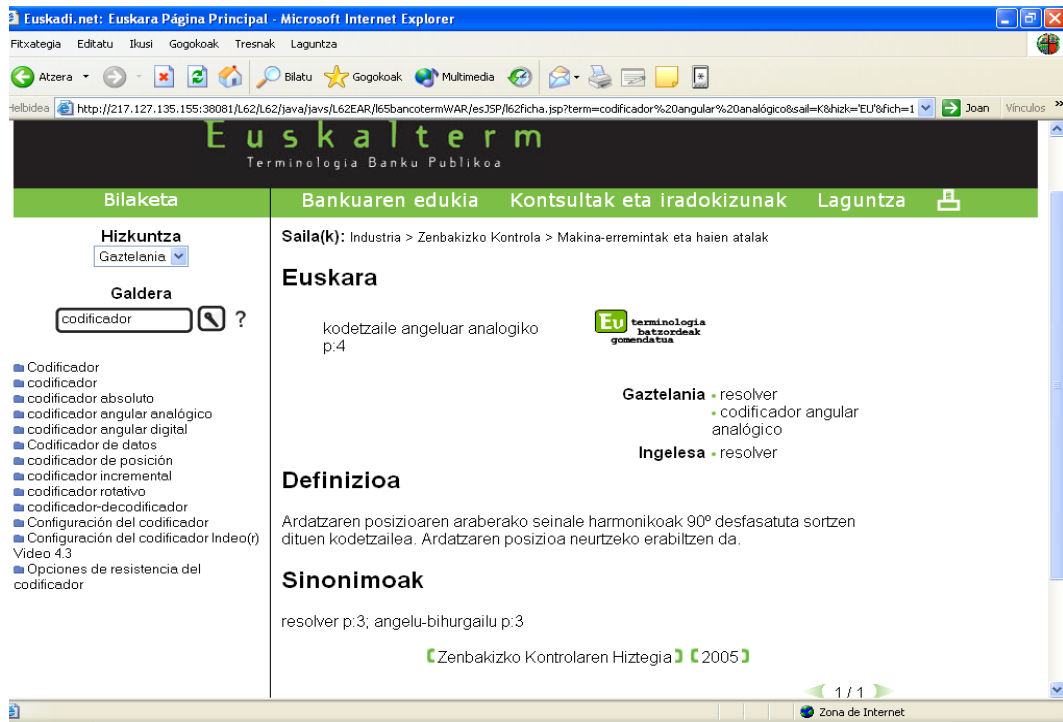 Euskadi.net: Euskara Página Principal - Microsoft Internet Explorer
Fitxategia Editatu Ikusi Gogokoak Tresnak Laguntza
Atzera Bilatu Gogokoak Multimedia
Helbidea http://217.127.135.155:38081/L62/L62/java/javs/L62EAR/l65bancotermWAR/esJSP/l62ficha.jsp?term=codificador%20angular%20analógico&sail=K&hizk='EU'&fich=1 Joan Vínculos »
Euskalterm
Terminologia Banku Publikoa
Bilaketa Bankuaren edukia Kontsultak eta iradokizunak Laguntza
Hizkuntza
Gaztelania
Galdera
codificador ?
Codificador
codificador
codificador absoluto
codificador angular analógico
codificador angular digital
Codificador de datos
codificador de posición
codificador incremental
codificador rotativo
codificador-decodificador
Configuración del codificador
Configuración del codificador Indeo(r)
Video 4.3
Opciones de resistencia del
codificador
Saila(k): Industria > Zenbakizko Kontrola > Makina-erremintak eta haien atalak
Euskara
kodetzaile angeluar analogiko
p:4
Eu terminologia
batzordeak
gomendatua
Gaztelania • resolver
• codificador angular
analógico
Ingelesa • resolver
Definizioa
Ardatzaren posizioaren araberako seinale harmonikoak 90º desfasatuta sortzen
dituen kodetzailea. Ardatzaren posizioa neurtzeko erabiltzen da.
Sinonimoak
resolver p:3; angelu-bihurgailu p:3
[Zenbakizko Kontrolaren Hiztegia] [2005]
1 / 1
Zona de Internet